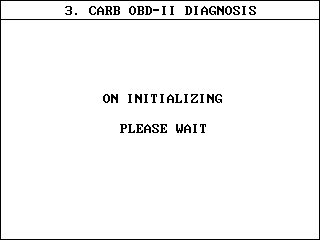 3. CARB OBD-II DIAGNOSIS
ON INITIALIZING
PLEASE WAIT